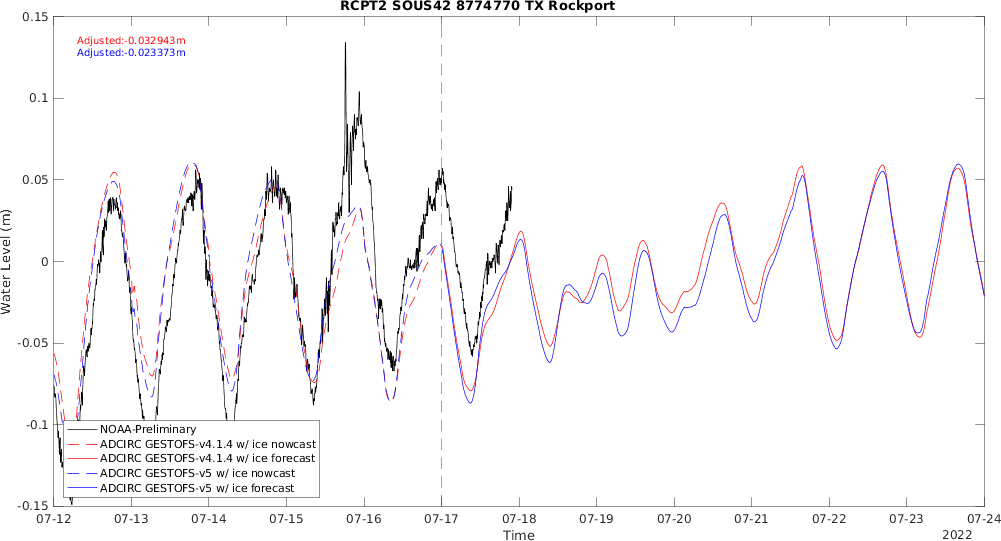 RCPT2 SOUS42 8774770 TX Rockport
Adjusted:-0.032943m
Adjusted:-0.023373m
0.15
0.1
0.05
0
-0.05
-0.1
-0.15
Water Level (m)
NOAA-Preliminary
ADCIRC GESTOFS-v4.1.4 w/ ice nowcast
ADCIRC GESTOFS-v4.1.4 w/ ice forecast
ADCIRC GESTOFS-v5 w/ ice nowcast
ADCIRC GESTOFS-v5 w/ ice forecast
07-12 07-13 07-14 07-15 07-16 07-17 07-18 07-19 07-20 07-21 07-22 07-23 07-24
Time
2022